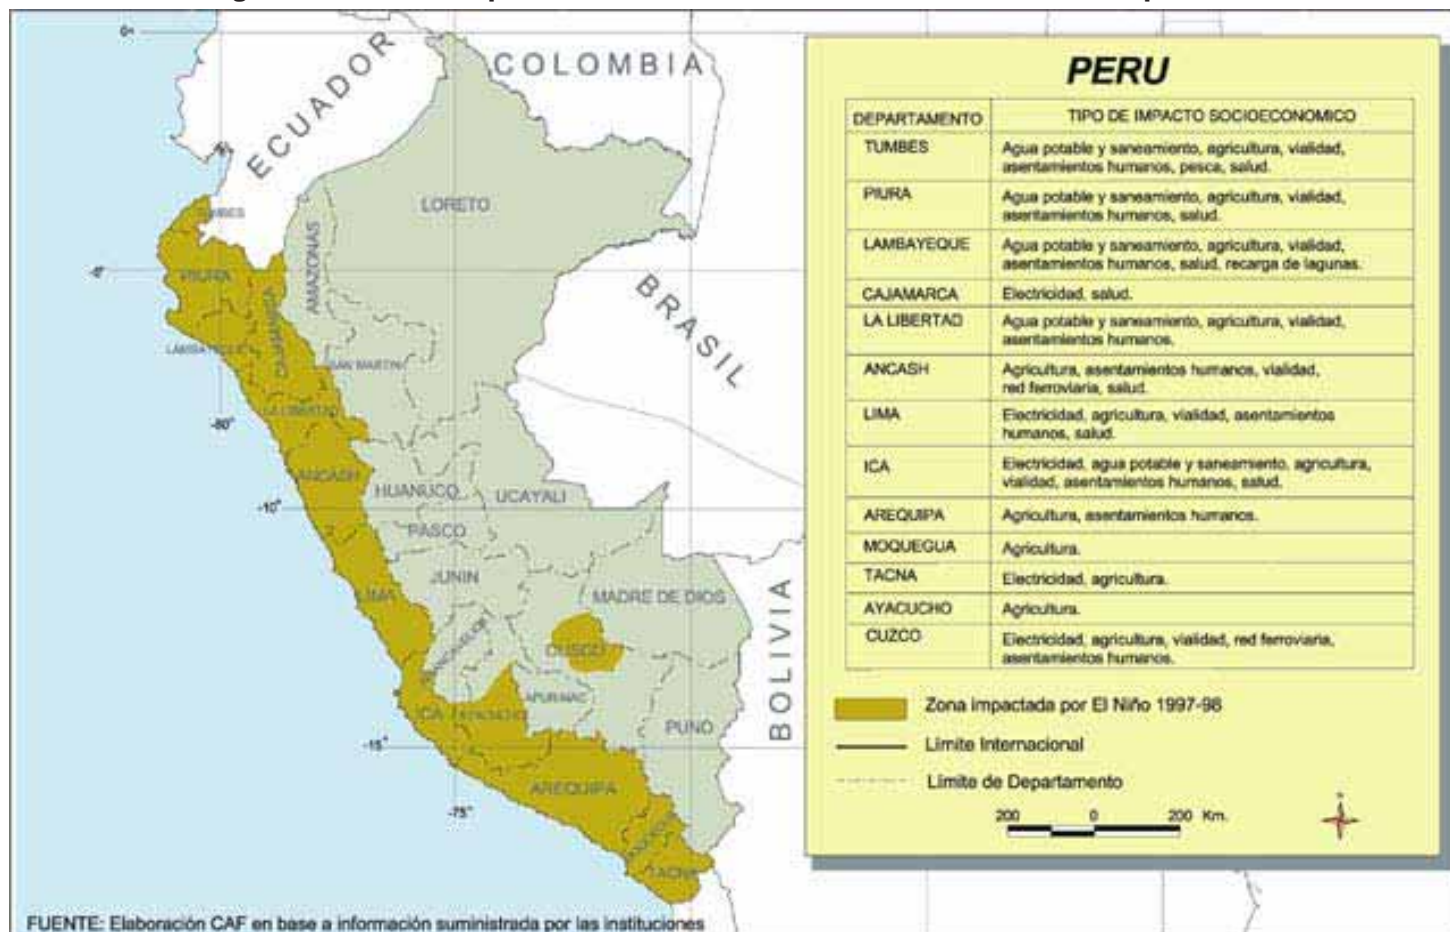 0°
COLOMBIA
ECUADOR
PERU
DEPARTAMENTO
TIPO DE IMPACTO SOCIOECONOMICO
TUMBES
Agua potable y saneamiento, agricultura, vialidad,
asentamientos humanos, pesca, salud.
PIURA
Agua potable y saneamiento, agricultura, vialidad,
asentamientos humanos, salud.
LAMBAYEQUE
Agua potable y saneamiento, agricultura, vialidad,
asentamientos humanos, salud, recarga de lagunas.
CAJAMARCA
Electricidad, salud.
LA LIBERTAD
Agua potable y saneamiento, agricultura, vialidad,
asentamientos humanos.
ANCASH
Agricultura, asentamientos humanos, vialidad,
red ferroviaria, salud.
LIMA
Electricidad, agricultura, vialidad, asentamientos
humanos, salud.
ICA
Electricidad, agua potable y saneamiento, agricultura,
vialidad, asentamientos humanos, salud.
AREQUIPA
Agricultura, asentamientos humanos.
MOQUEGUA
Agricultura.
TACNA
Electricidad, agricultura.
AYACUCHO
Agricultura.
CUZCO
Electricidad, agricultura, vialidad, red ferroviaria,
asentamientos humanos.
Zona impactada por El Niño 1997-98
Límite Internacional
Límite de Departamento
200 0 200 Km.
LORETO
TUMBES
AMAZONAS
PIURA
CAJAMARCA
BRASIL
LAMBAYEQUE
SAN MARTIN
LA LIBERTAD
-80°
ANCASH
HUANUCO
UCAYALI
-10°
PASCO
JUNIN
LIMA
MADRE DE DIOS
BOLIVIA
CUSCO
APURIMAC
ICA
AYACUCHO
PUNO
-15°
AREQUIPA
-75°
TACNA
FUENTE: Elaboración CAF en base a información suministrada por las instituciones